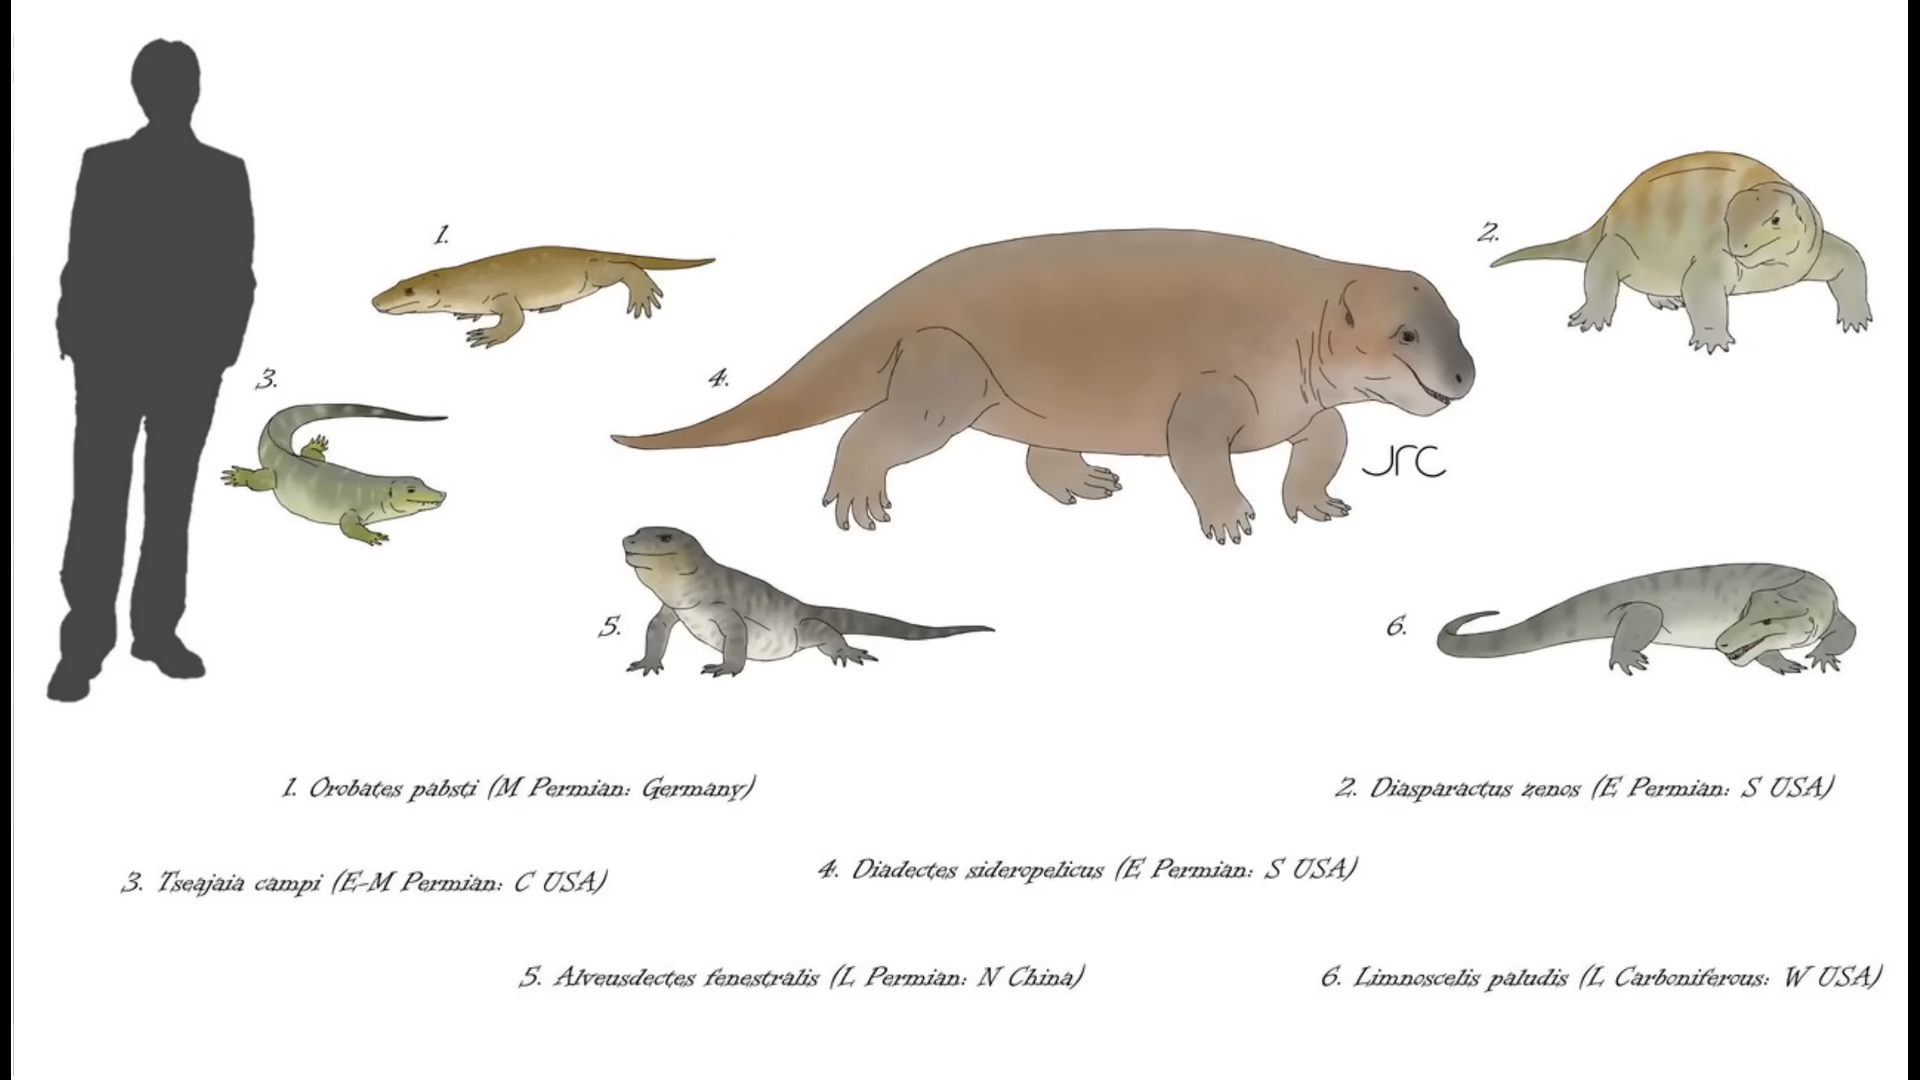 1.
2.
3.
4.
JrC
5.
6.
1. Orobates pabsti (M Permian: Germany)
2. Diasparactus zenos (E Permian: S USA)
3. Tseajaia campi (E-M Permian: C USA)
4. Diadectes sideropelicus (E Permian: S USA)
5. Alveusdectes fenestralis (L Permian: N China)
6. Limnoscelis paludis (L Carboniferous: W USA)